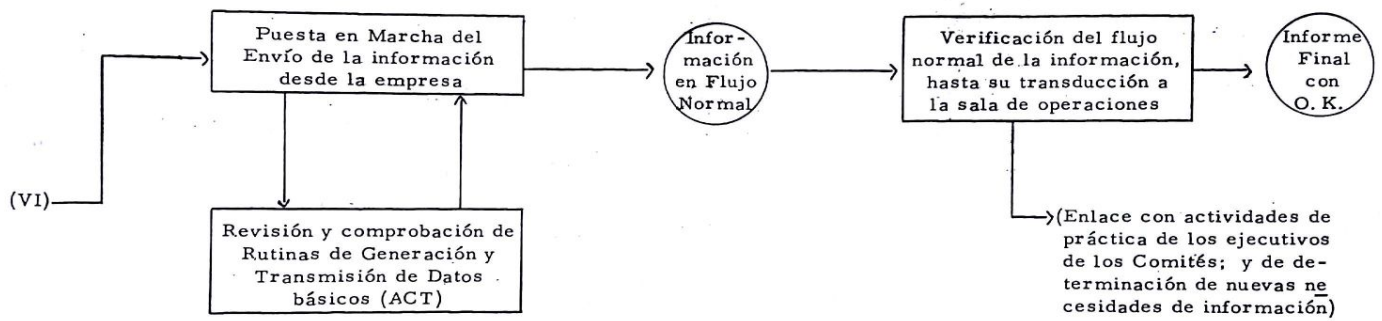 (VI)
Puesta en Marcha del
Envío de la información
desde la empresa
Revisión y comprobación de
Rutinas de Generación y
Transmisión de Datos
básicos (ACT)
Infor-
mación
en Flujo
Normal
Verificación del flujo
normal de la información,
hasta su transducción a
la sala de operaciones
(Enlace con actividades de
práctica de los ejecutivos
de los Comités; y de de-
terminación de nuevas ne
cesidades de información)
Informe
Final
con
O. K.